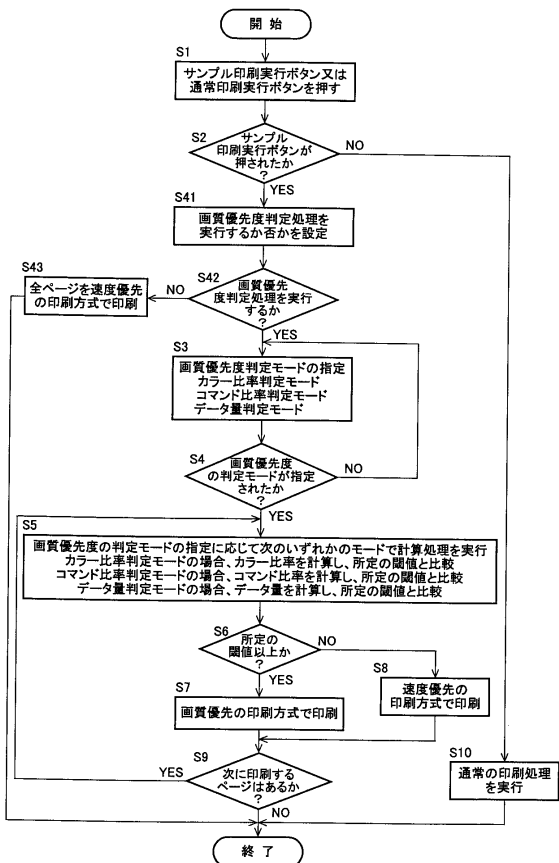 開始
S1
サンプル印刷実行ボタン又は
通常印刷実行ボタンを押す
S2
サンプル
印刷実行ボタンが
押されたか
?
NO
YES
S41
画質優先度判定処理を
実行するか否かを設定
S43
全ページを速度優先
の印刷方式で印刷
S42
NO
画質優先
度判定処理を実行
するか
?
YES
S3
画質優先度判定モードの指定
カラー比率判定モード
コマンド比率判定モード
データ量判定モード
S4
画質優先度
の判定モードが指定
されたか
?
NO
YES
S5
画質優先度の判定モードの指定に応じて次のいずれかのモードで計算処理を実行
カラー比率判定モードの場合、カラー比率を計算し、所定の閾値と比較
コマンド比率判定モードの場合、コマンド比率を計算し、所定の閾値と比較
データ量判定モードの場合、データ量を計算し、所定の閾値と比較
S6
所定の
閾値以上か
?
NO
YES
S7
画質優先の印刷方式で印刷
S8
速度優先の
印刷方式で印刷
S9
YES
次に印刷する
ページはあるか
?
NO
S10
通常の印刷処理
を実行
終了